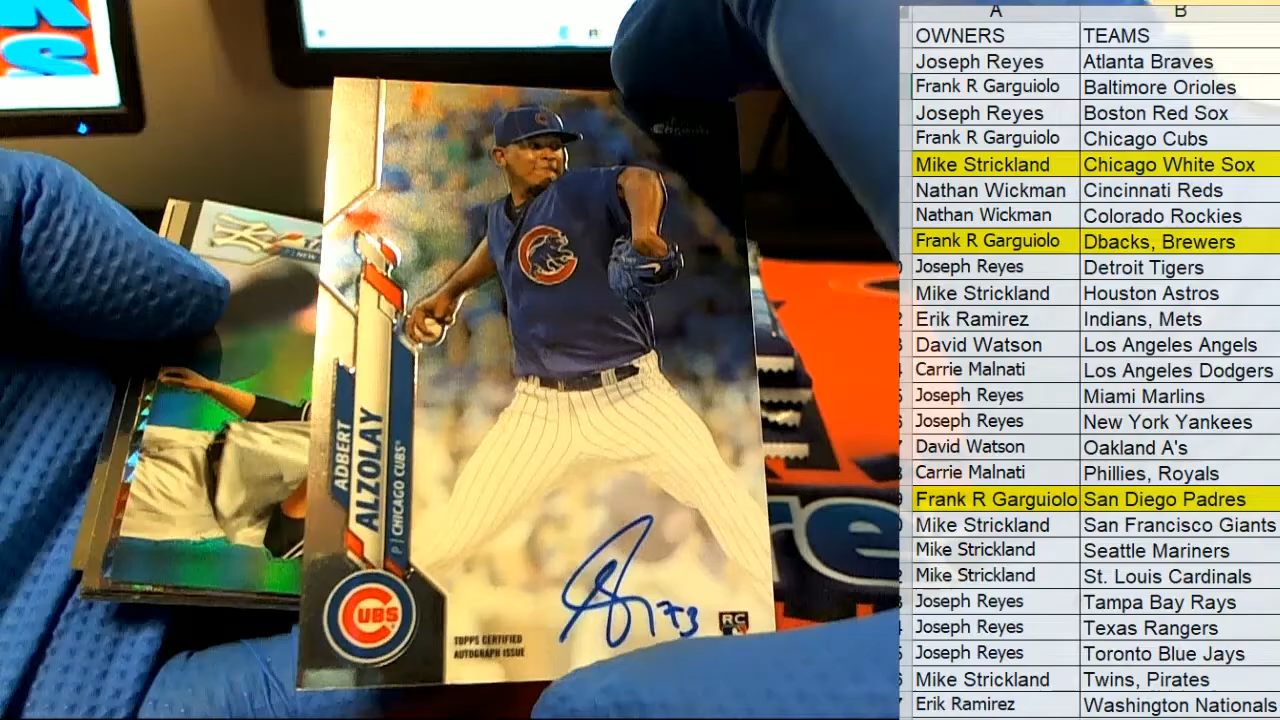 Chrome
NY
ADBERT
ALZOLAY
P | CHICAGO CUBS
CUBS
TOPPS CERTIFIED
AUTOGRAPH ISSUE
73
RC
re
A B
OWNERS TEAMS
Joseph Reyes Atlanta Braves
Frank R Garguiolo Baltimore Orioles
Joseph Reyes Boston Red Sox
Frank R Garguiolo Chicago Cubs
Mike Strickland Chicago White Sox
Nathan Wickman Cincinnati Reds
Nathan Wickman Colorado Rockies
Frank R Garguiolo Dbacks, Brewers
Joseph Reyes Detroit Tigers
Mike Strickland Houston Astros
Erik Ramirez Indians, Mets
David Watson Los Angeles Angels
Carrie Malnati Los Angeles Dodgers
Joseph Reyes Miami Marlins
Joseph Reyes New York Yankees
David Watson Oakland A's
Carrie Malnati Phillies, Royals
Frank R Garguiolo San Diego Padres
Mike Strickland San Francisco Giants
Mike Strickland Seattle Mariners
Mike Strickland St. Louis Cardinals
Joseph Reyes Tampa Bay Rays
Joseph Reyes Texas Rangers
Joseph Reyes Toronto Blue Jays
Mike Strickland Twins, Pirates
Erik Ramirez Washington Nationals